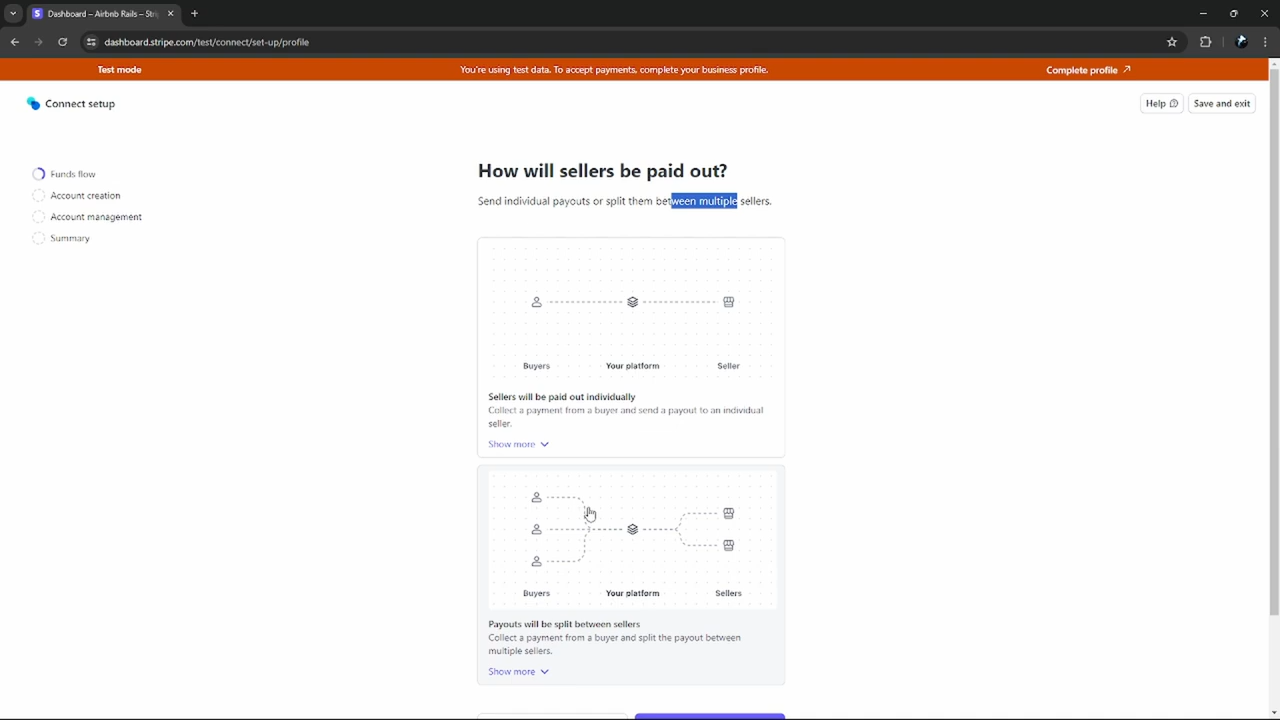 Dashboard – Airbnb Rails – Stri
dashboard.stripe.com/test/connect/set-up/profile
Test mode
You're using test data. To accept payments, complete your business profile.
Complete profile
Connect setup
Help
Save and exit
Funds flow
Account creation
Account management
Summary
How will sellers be paid out?
Send individual payouts or split them between multiple sellers.
Buyers
Your platform
Seller
Sellers will be paid out individually
Collect a payment from a buyer and send a payout to an individual
seller.
Show more
Buyers
Your platform
Sellers
Payouts will be split between sellers
Collect a payment from a buyer and split the payout between
multiple sellers.
Show more